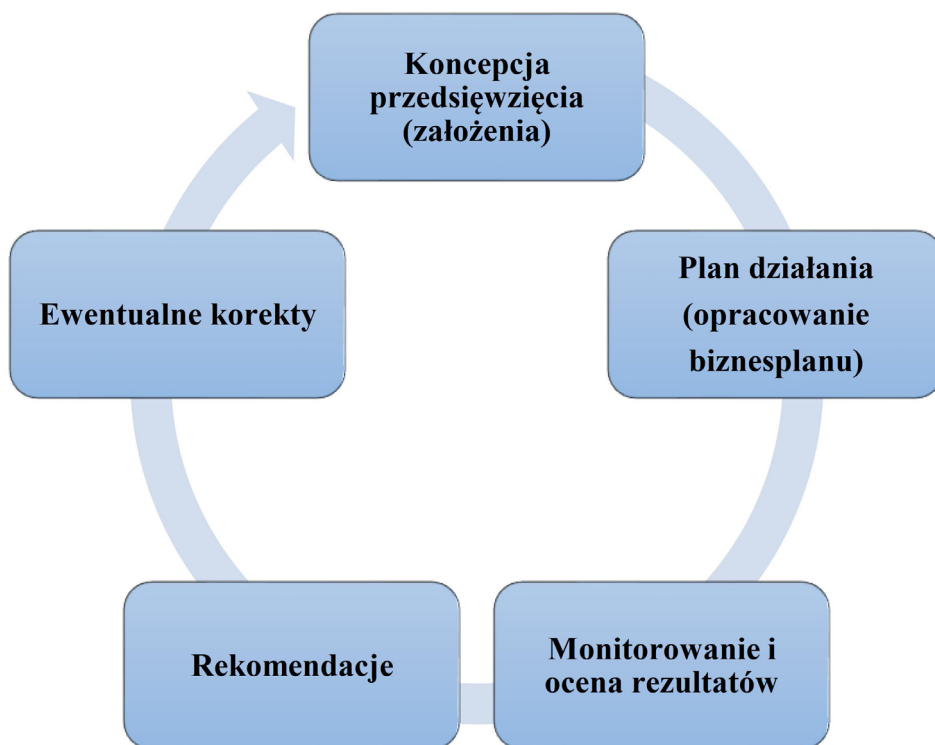 Koncepcja
przedsięwzięcia
(założenia)
Plan działania
(opracowanie
biznesplanu)
Monitorowanie i
ocena rezultatów
Rekomendacje
Ewentualne korekty